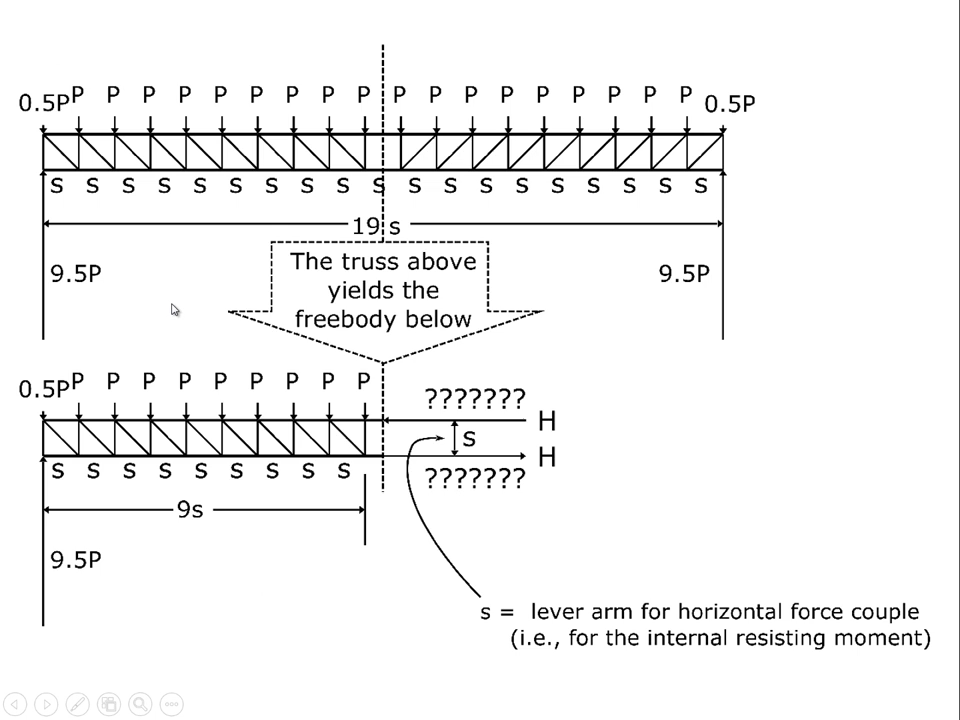 0.5P P P P P P P P P P P P P P P P P P P 0.5P
s s s s s s s s s s s s s s s s s s s
19 s
9.5P 9.5P
The truss above
yields the
freebody below
0.5P P P P P P P P P P
??????? H
s
H
s s s s s s s s s
???????
9s
9.5P
s = lever arm for horizontal force couple
(i.e., for the internal resisting moment)